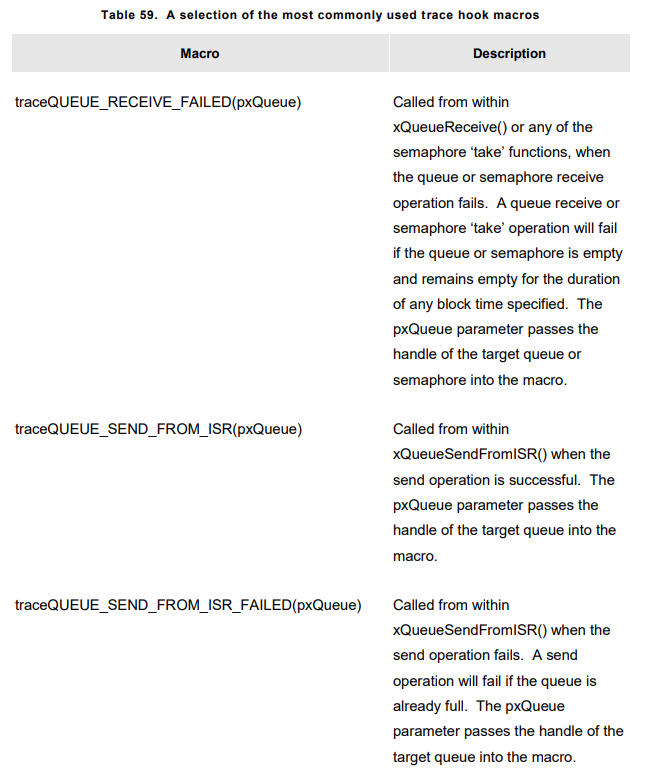 Table 59. A selection of the most commonly used trace hook macros
Macro
Description
traceQUEUE_RECEIVE_FAILED(pxQueue)
Called from within
xQueueReceive() or any of the
semaphore ‘take’ functions, when
the queue or semaphore receive
operation fails. A queue receive or
semaphore ‘take’ operation will fail
if the queue or semaphore is empty
and remains empty for the duration
of any block time specified. The
pxQueue parameter passes the
handle of the target queue or
semaphore into the macro.
traceQUEUE_SEND_FROM_ISR(pxQueue)
Called from within
xQueueSendFromISR() when the
send operation is successful. The
pxQueue parameter passes the
handle of the target queue into the
macro.
traceQUEUE_SEND_FROM_ISR_FAILED(pxQueue)
Called from within
xQueueSendFromISR() when the
send operation fails. A send
operation will fail if the queue is
already full. The pxQueue
parameter passes the handle of the
target queue into the macro.